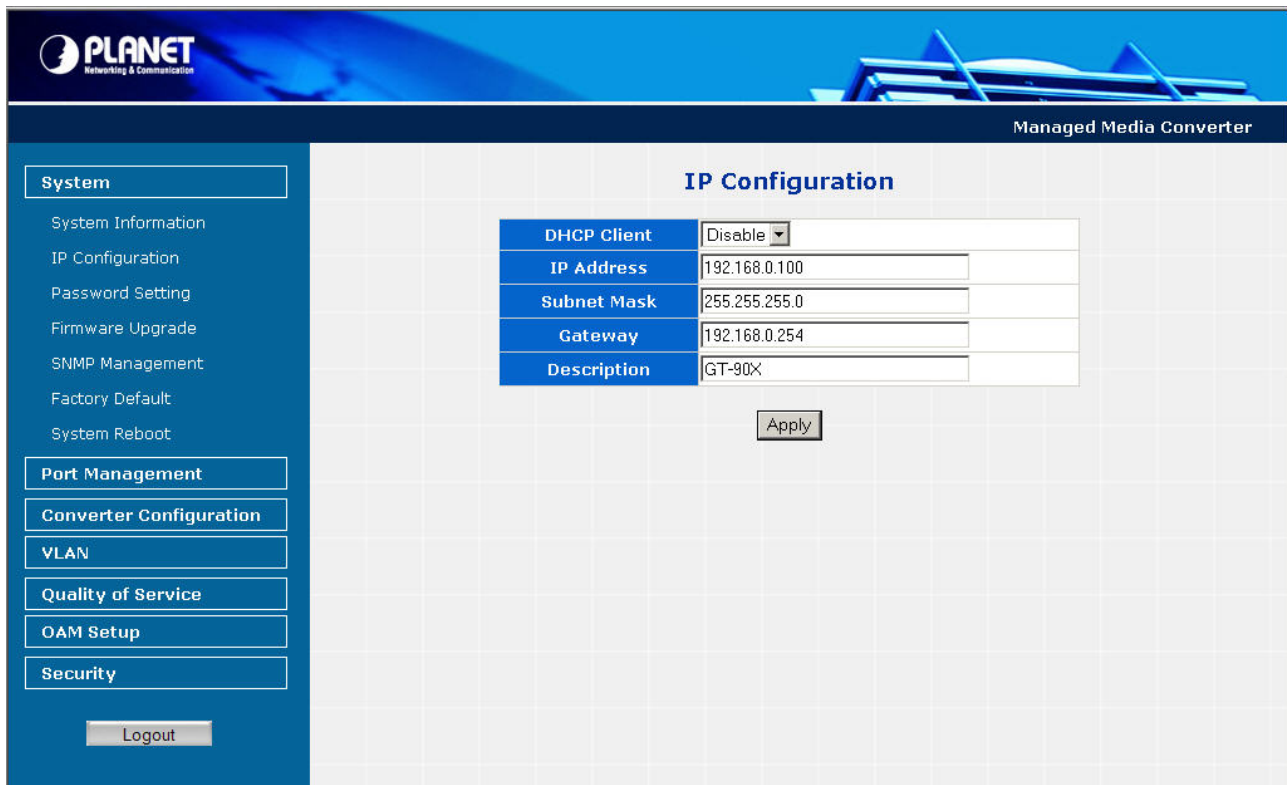 PLANET
Networking & Communication
Managed Media Converter
System
System Information
IP Configuration
Password Setting
Firmware Upgrade
SNMP Management
Factory Default
System Reboot
Port Management
Converter Configuration
VLAN
Quality of Service
OAM Setup
Security
Logout
IP Configuration
DHCP Client Disable
IP Address 192.168.0.100
Subnet Mask 255.255.255.0
Gateway 192.168.0.254
Description GT-90X
Apply